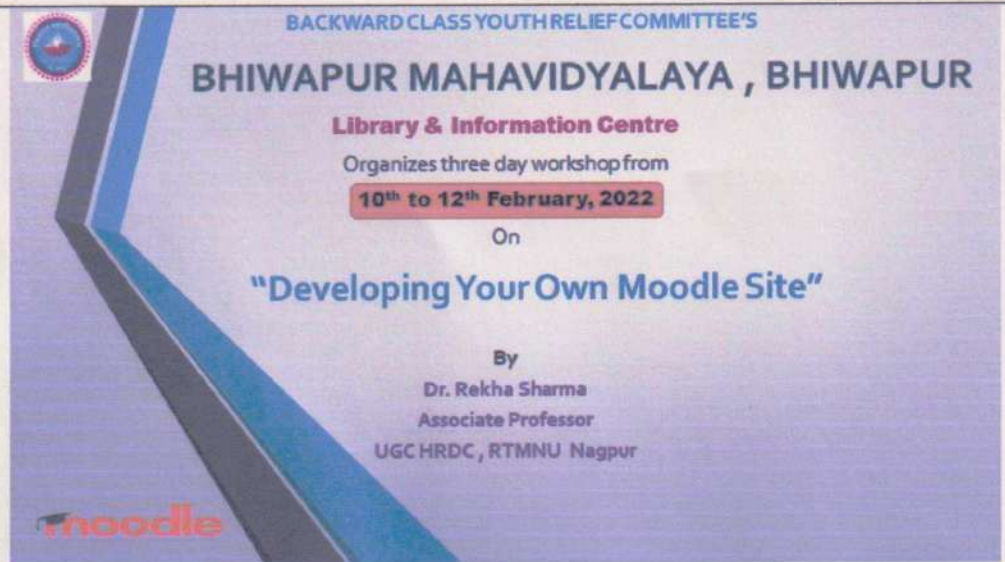 BACKWARD CLASS YOUTH RELIEF COMMITTEE'S
BHIWAPUR MAHAVIDYALAYA , BHIWAPUR
Library & Information Centre
Organizes three day workshop from
10th to 12th February, 2022
On
"Developing Your Own Moodle Site"
By
Dr. Rekha Sharma
Associate Professor
UGC HRDC , RTMNU Nagpur
moodle